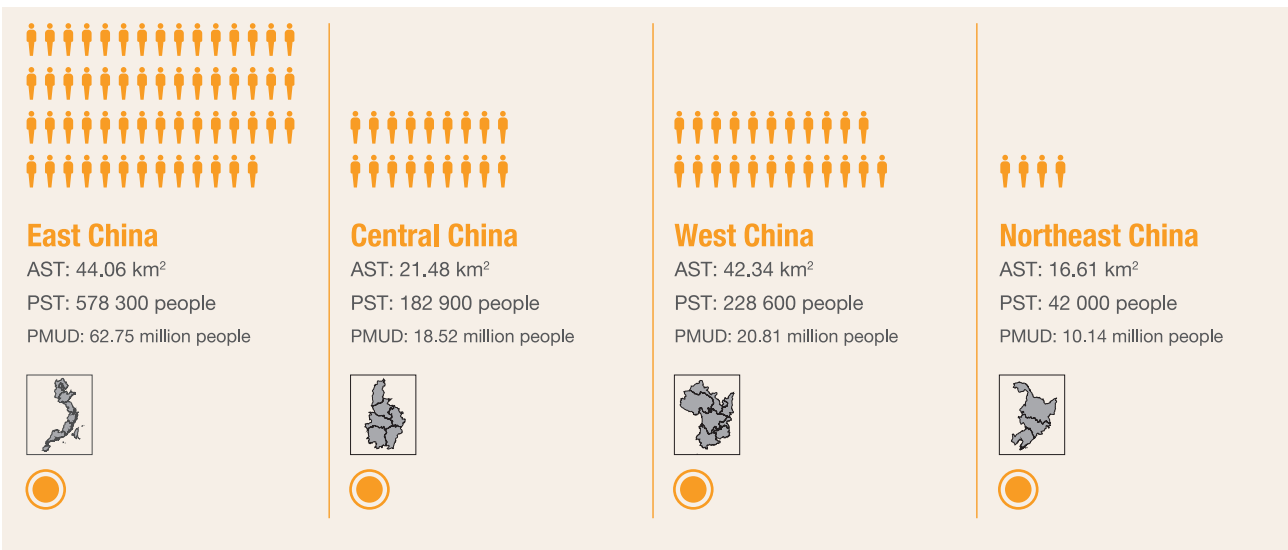 East China
AST: 44.06 km²
PST: 578 300 people
PMUD: 62.75 million people
Central China
AST: 21.48 km²
PST: 182 900 people
PMUD: 18.52 million people
West China
AST: 42.34 km²
PST: 228 600 people
PMUD: 20.81 million people
Northeast China
AST: 16.61 km²
PST: 42 000 people
PMUD: 10.14 million people